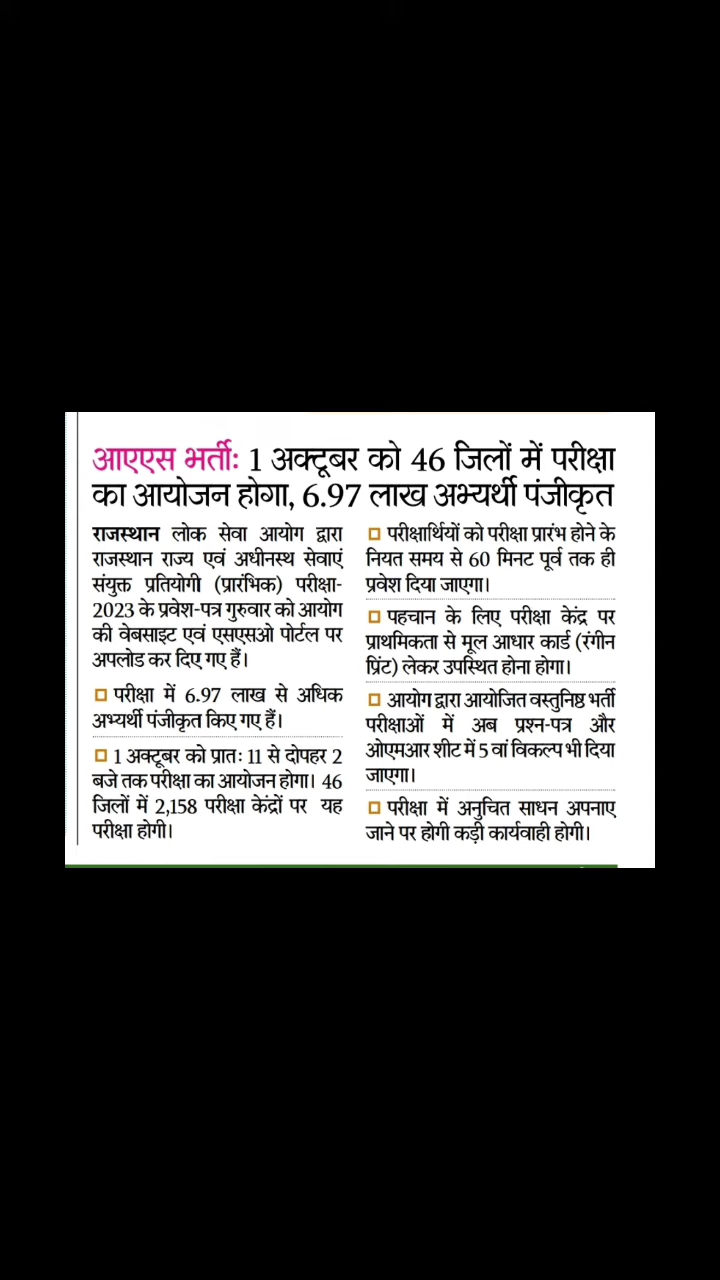 आएएस भर्ती: 1 अक्टूबर को 46 जिलों में परीक्षा
का आयोजन होगा, 6.97 लाख अभ्यर्थी पंजीकृत
राजस्थान लोक सेवा आयोग द्वारा
राजस्थान राज्य एवं अधीनस्थ सेवाएं
संयुक्त प्रतियोगी (प्रारंभिक) परीक्षा-
2023 के प्रवेश-पत्र गुरुवार को आयोग
की वेबसाइट एवं एसएसओ पोर्टल पर
अपलोड कर दिए गए हैं।
परीक्षा में 6.97 लाख से अधिक
अभ्यर्थी पंजीकृत किए गए हैं।
1 अक्टूबर को प्रातः 11 से दोपहर 2
बजे तक परीक्षा का आयोजन होगा। 46
जिलों में 2,158 परीक्षा केंद्रों पर यह
परीक्षा होगी।
परीक्षार्थियों को परीक्षा प्रारंभ होने के
नियत समय से 60 मिनट पूर्व तक ही
प्रवेश दिया जाएगा।
पहचान के लिए परीक्षा केंद्र पर
प्राथमिकता से मूल आधार कार्ड (रंगीन
प्रिंट) लेकर उपस्थित होना होगा।
आयोग द्वारा आयोजित वस्तुनिष्ठ भर्ती
परीक्षाओं में अब प्रश्न-पत्र और
ओएमआर शीट में 5 वां विकल्प भी दिया
जाएगा।
परीक्षा में अनुचित साधन अपनाए
जाने पर होगी कड़ी कार्यवाही होगी।